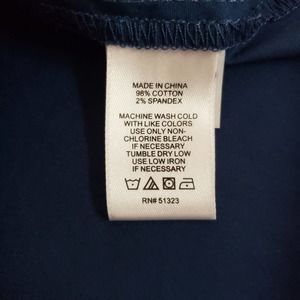 MADE IN CHINA
98% COTTON
2% SPANDEX
MACHINE WASH COLD
WITH LIKE COLORS
USE ONLY NON-
CHLORINE BLEACH
IF NECESSARY
TUMBLE DRY LOW
USE LOW IRON
IF NECESSARY
RN# 51323